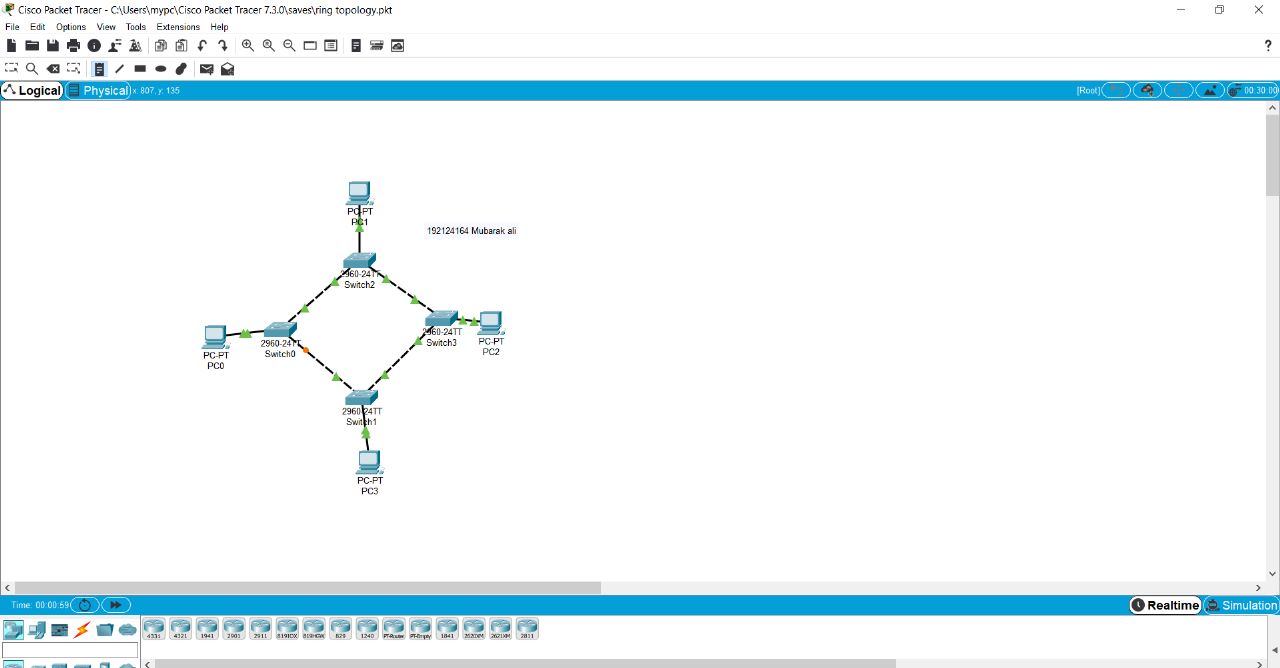 Cisco Packet Tracer - C:\Users\mypc\Cisco Packet Tracer 7.3.0\saves\ring topology.pkt
File Edit Options View Tools Extensions Help
?
Logical Physical x: 807, y: 135 [Root] 00:30:00
PC-PT
PC1
192124164 Mubarak ali
2960-24TT
Switch2
2960-24TT
Switch3
PC-PT
PC2
2960-24TT
Switch0
PC-PT
PC0
2960-24TT
Switch1
PC-PT
PC3
Time: 00:00:59 Realtime Simulation
4331 4321 1941 2901 2911 819IOX 819HGW 829 1240 PT-Router PT-Empty 1841 2620XM 2621XM 2811